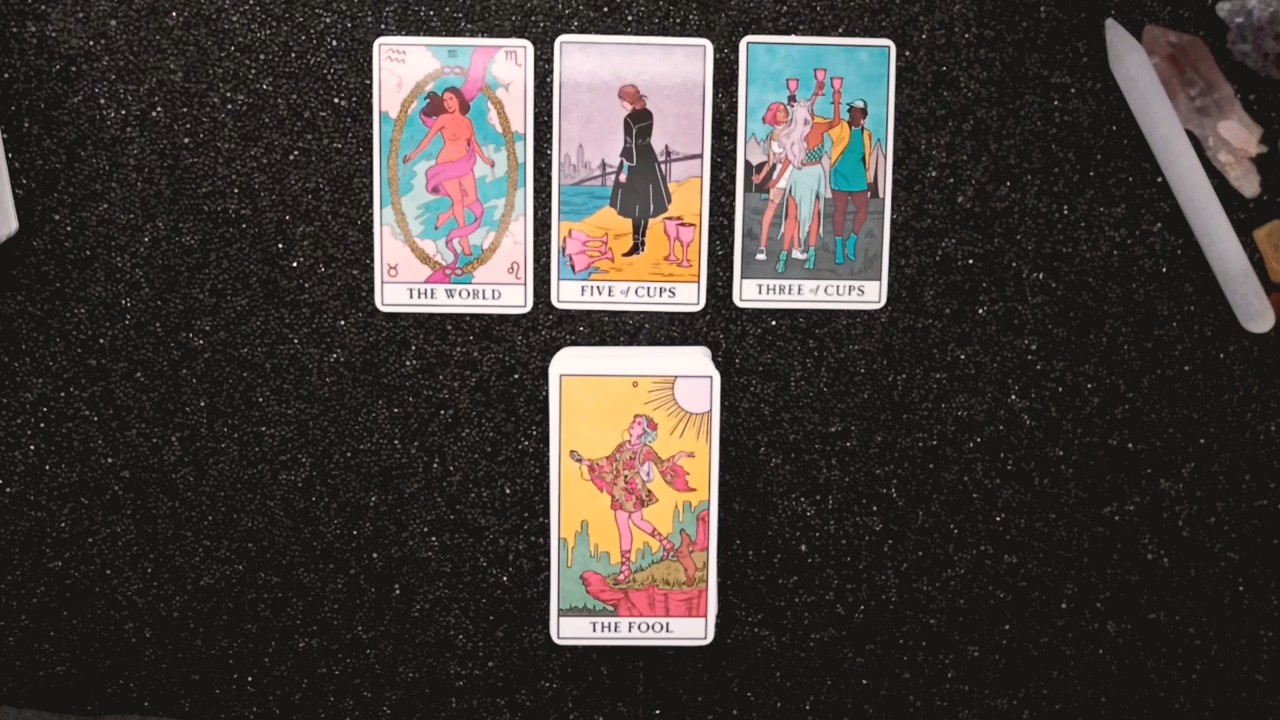 THE WORLD
FIVE of CUPS
THREE of CUPS
THE FOOL